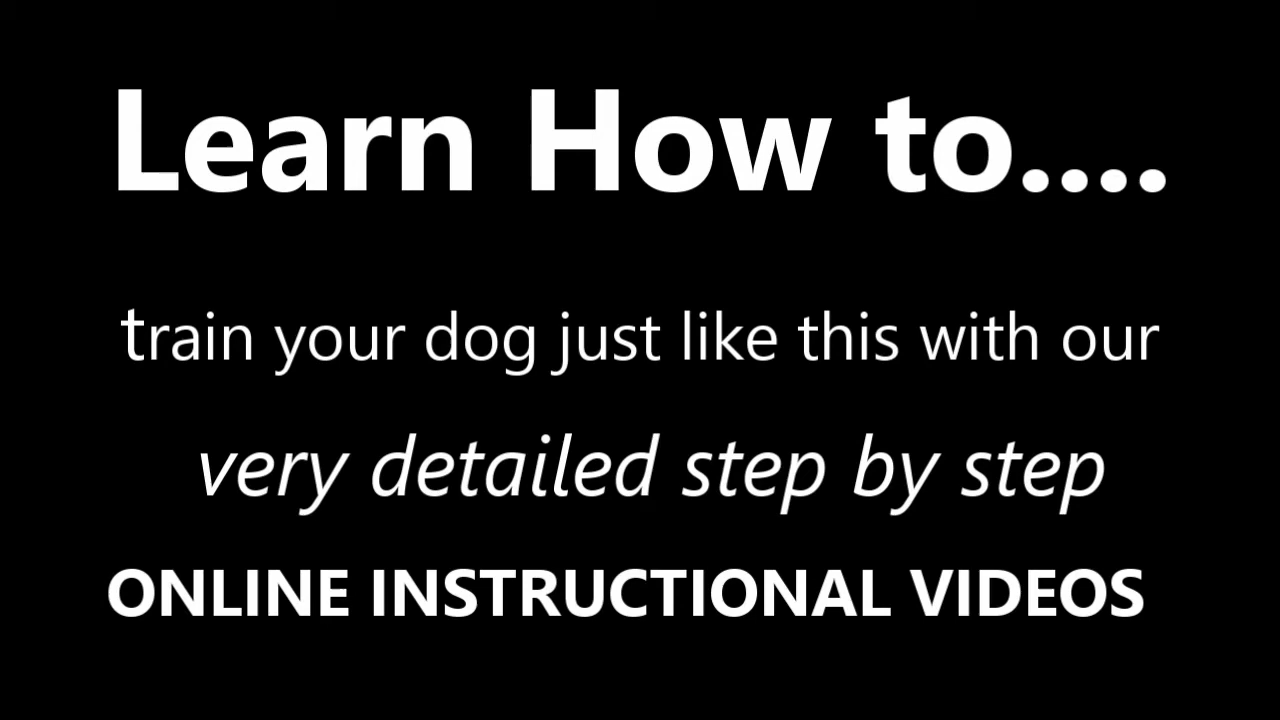 Learn How to....
train your dog just like this with our
very detailed step by step
ONLINE INSTRUCTIONAL VIDEOS